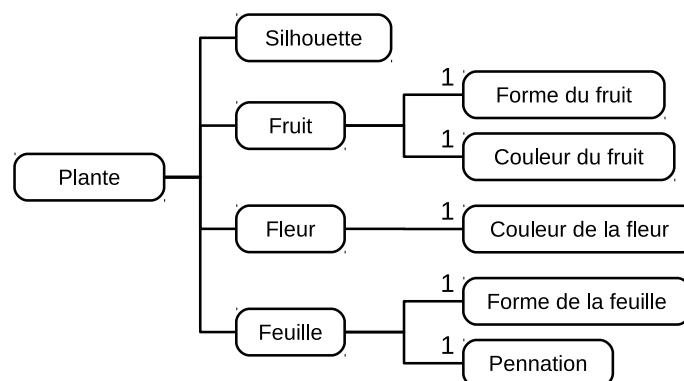 Silhouette
1
Forme du fruit
Fruit
1
Couleur du fruit
Plante
1
Fleur
Couleur de la fleur
1
Forme de la feuille
Feuille
1
Pennation